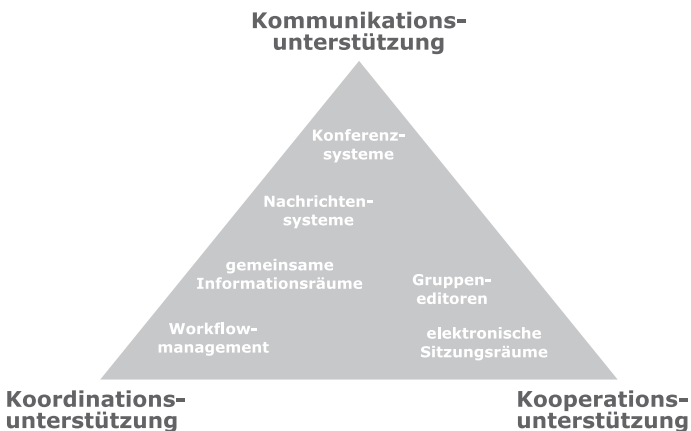 Kommunikations-
unterstützung
Konferenz-
systeme
Nachrichten-
systeme
gemeinsame
Informationsräume
Gruppen-
editoren
Workflow-
management
elektronische
Sitzungsräume
Koordinations-
unterstützung
Kooperations-
unterstützung